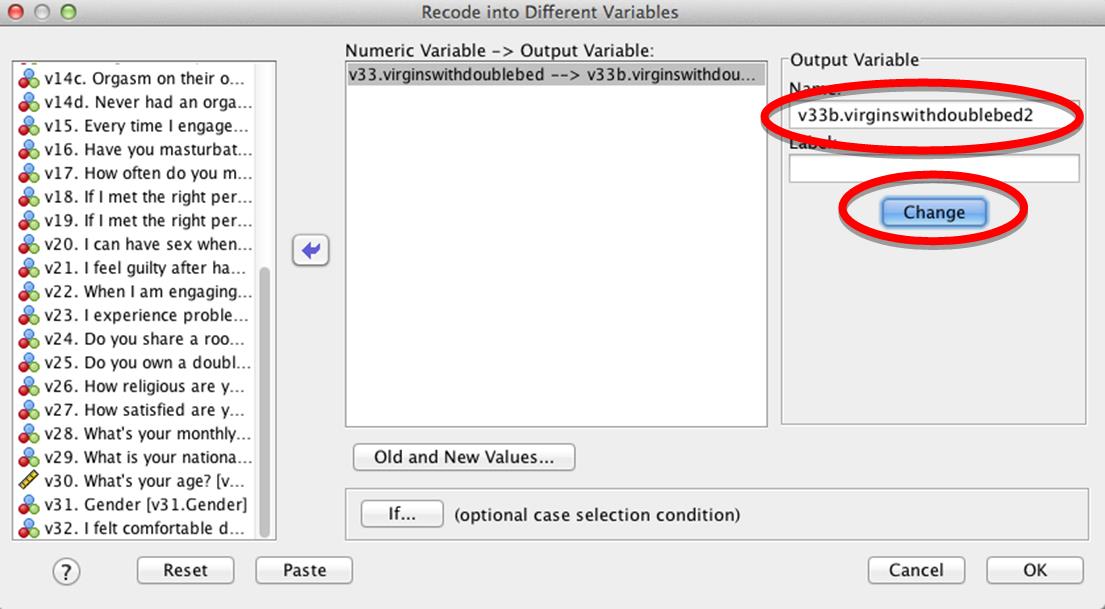 Recode into Different Variables
v14c. Orgasm on their o...
v14d. Never had an orga...
v15. Every time I engage...
v16. Have you masturbat...
v17. How often do you m...
v18. If I met the right per...
v19. If I met the right per...
v20. I can have sex when...
v21. I feel guilty after ha...
v22. When I am engaging...
v23. I experience proble...
v24. Do you share a roo...
v25. Do you own a doubl...
v26. How religious are y...
v27. How satisfied are y...
v28. What's your monthly...
v29. What is your nationa...
v30. What's your age? [v...
v31. Gender [v31.Gender]
v32. I felt comfortable d...
Numeric Variable -> Output Variable:
v33.virginswithdoublebed --> v33b.virginswithdou...
Output Variable
Name:
v33b.virginswithdoublebed2
Label:
Change
Old and New Values...
If... (optional case selection condition)
? Reset Paste Cancel OK